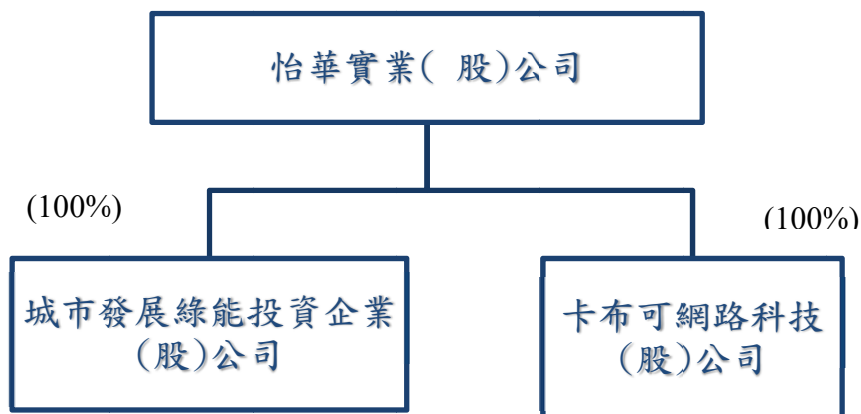 怡華實業( 股)公司
(100%)
(100%)
城市發展綠能投資企業
(股)公司
卡布可網路科技
(股)公司